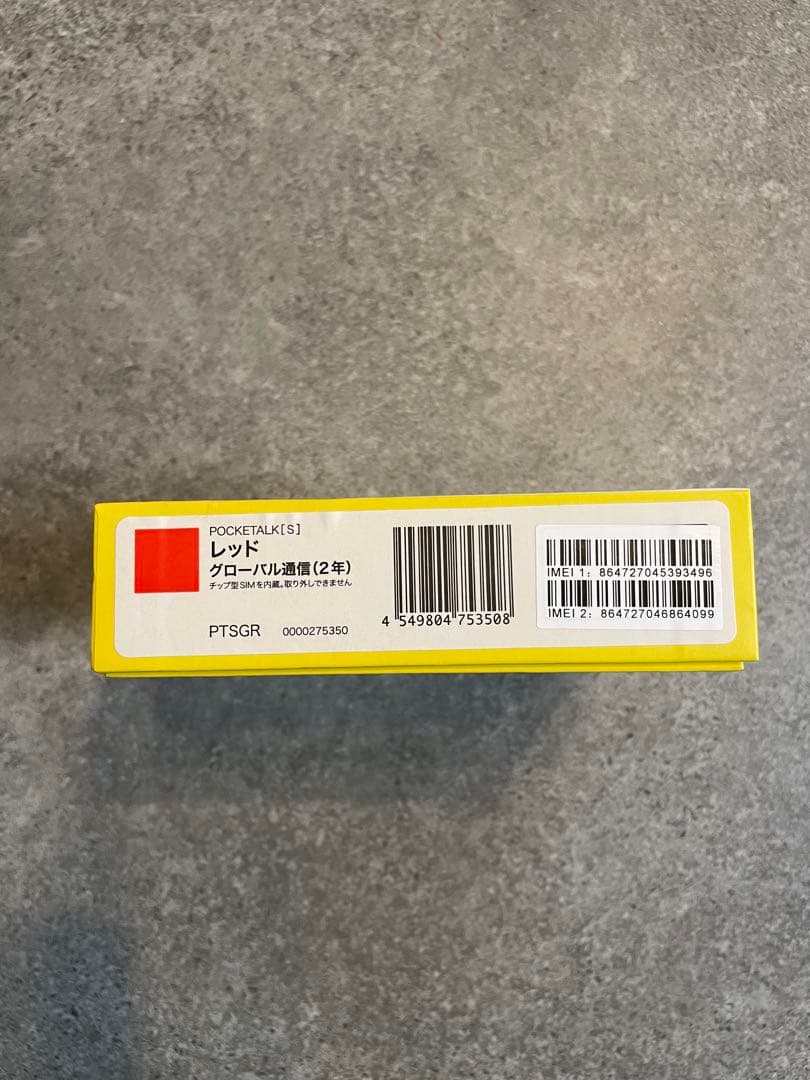 POCKETALK[S]
レッド
グローバル通信(2年)
チップ型SIMを内蔵。取り外しできません
PTSGR 0000275350
4 549804 753508
IMEI 1: 864727045393496
IMEI 2: 864727046864099